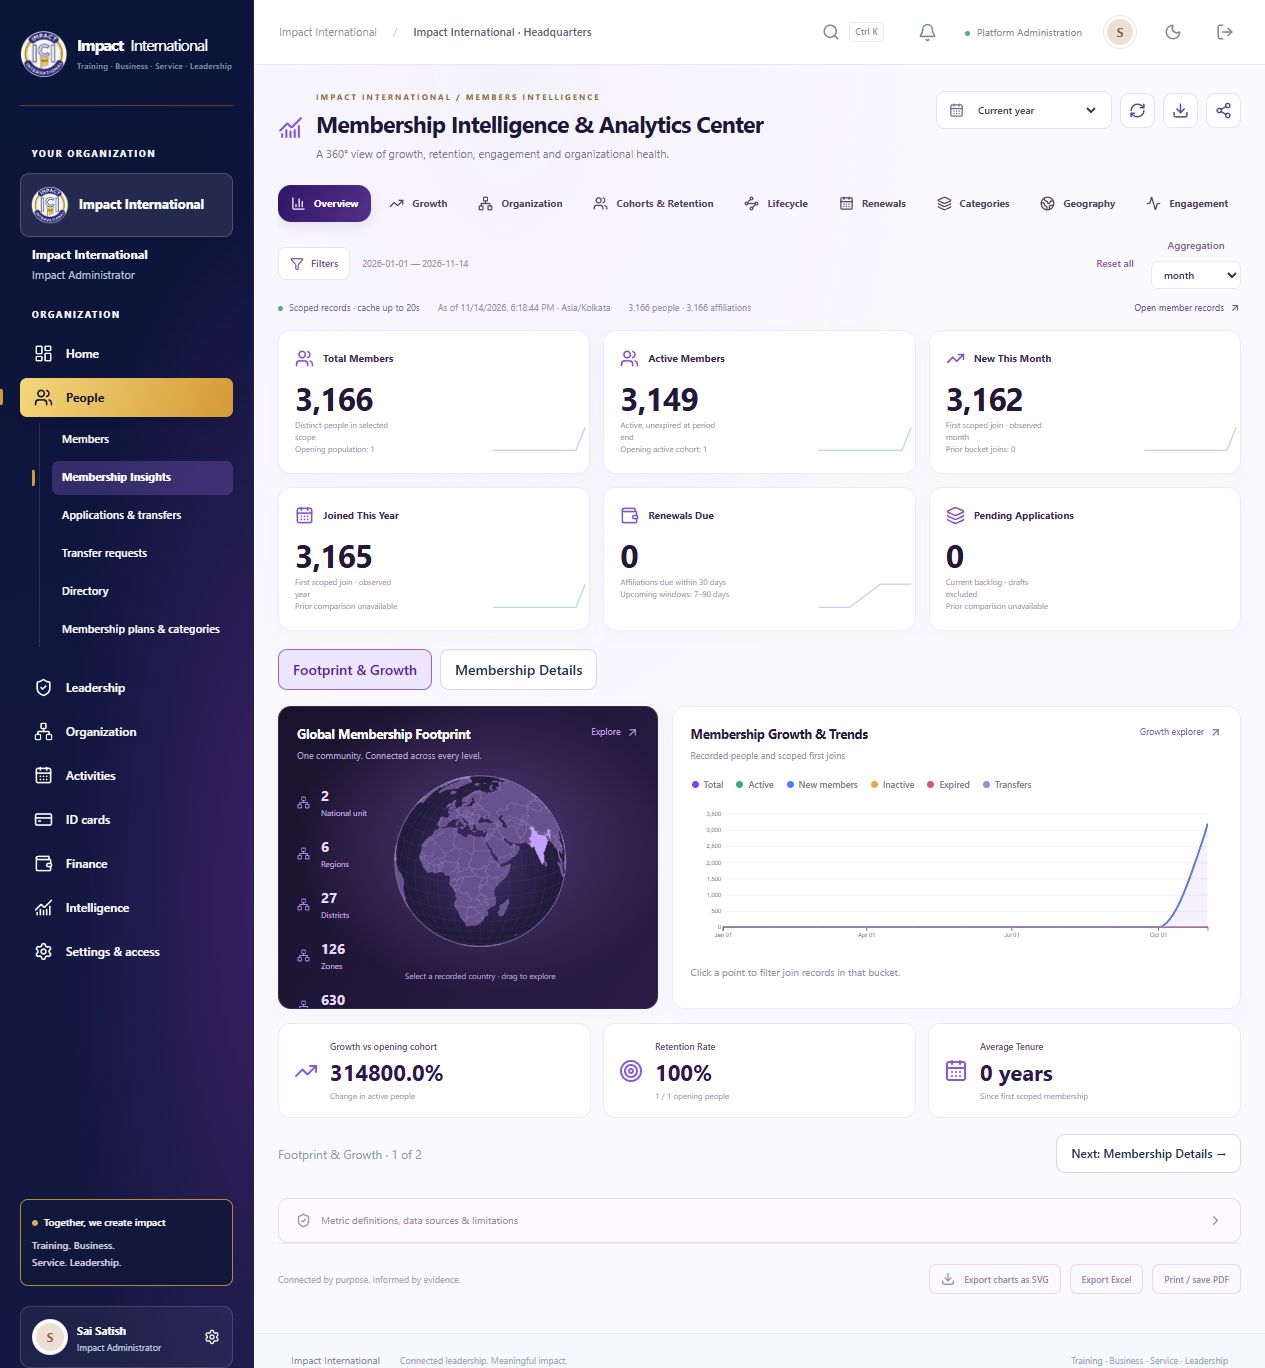 Impact International
Training · Business · Service · Leadership
YOUR ORGANIZATION
Impact International
Impact International
Impact Administrator
ORGANIZATION
Home
People
Members
Membership Insights
Applications & transfers
Transfer requests
Directory
Membership plans & categories
Leadership
Organization
Activities
ID cards
Finance
Intelligence
Settings & access
Together, we create impact
Training. Business.
Service. Leadership.
S
Sai Satish
Impact Administrator
Impact International / Impact International · Headquarters
Ctrl K
Platform Administration
S
IMPACT INTERNATIONAL / MEMBERS INTELLIGENCE
Membership Intelligence & Analytics Center
A 360° view of growth, retention, engagement and organizational health.
Current year
Overview
Growth
Organization
Cohorts & Retention
Lifecycle
Renewals
Categories
Geography
Engagement
Filters
2026-01-01 — 2026-11-14
Reset all
Aggregation
month
Scoped records · cache up to 20s
As of 11/14/2026, 6:18:44 PM · Asia/Kolkata
3,166 people · 3,166 affiliations
Open member records
Total Members
3,166
Distinct people in selected
scope
Opening population: 1
Active Members
3,149
Active, unexpired at period
end
Opening active cohort: 1
New This Month
3,162
First scoped join · observed
month
Prior bucket joins: 0
Joined This Year
3,165
First scoped join · observed
year
Prior comparison unavailable
Renewals Due
0
Affiliations due within 30 days
Upcoming windows: 7–90 days
Pending Applications
0
Current backlog · drafts
excluded
Prior comparison unavailable
Footprint & Growth
Membership Details
Global Membership Footprint
Explore
One community. Connected across every level.
2
National unit
6
Regions
27
Districts
126
Zones
630
Select a recorded country · drag to explore
Membership Growth & Trends
Growth explorer
Recorded people and scoped first joins
Total
Active
New members
Inactive
Expired
Transfers
3,500
3,000
2,500
2,000
1,500
1,000
500
0
Jan 01
Apr 01
Jul 01
Oct 01
Click a point to filter join records in that bucket.
Growth vs opening cohort
314800.0%
Change in active people
Retention Rate
100%
1 / 1 opening people
Average Tenure
0 years
Since first scoped membership
Footprint & Growth · 1 of 2
Next: Membership Details →
Metric definitions, data sources & limitations
Connected by purpose. Informed by evidence.
Export charts as SVG
Export Excel
Print / save PDF
Impact International
Connected leadership. Meaningful impact.
Training · Business · Service · Leadership